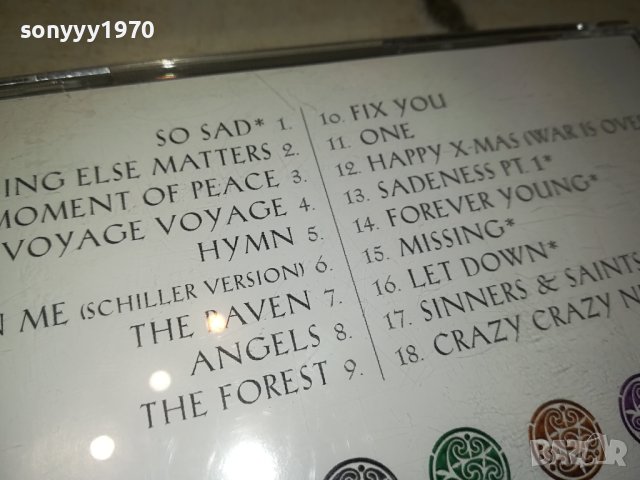 sonyyy1970
SO SAD* 1.
ING ELSE MATTERS 2.
MOMENT OF PEACE 3.
VOYAGE VOYAGE 4.
HYMN 5.
ME (SCHILLER VERSION) 6.
THE RAVEN 7.
ANGELS 8.
THE FOREST 9.
10. FIX YOU
11. ONE
12. HAPPY X-MAS (WAR IS OVE
13. SADENESS PT. 1*
14. FOREVER YOUNG*
15. MISSING*
16. LET DOWN*
17. SINNERS & SAINTS
18. CRAZY CRAZY N
bazar